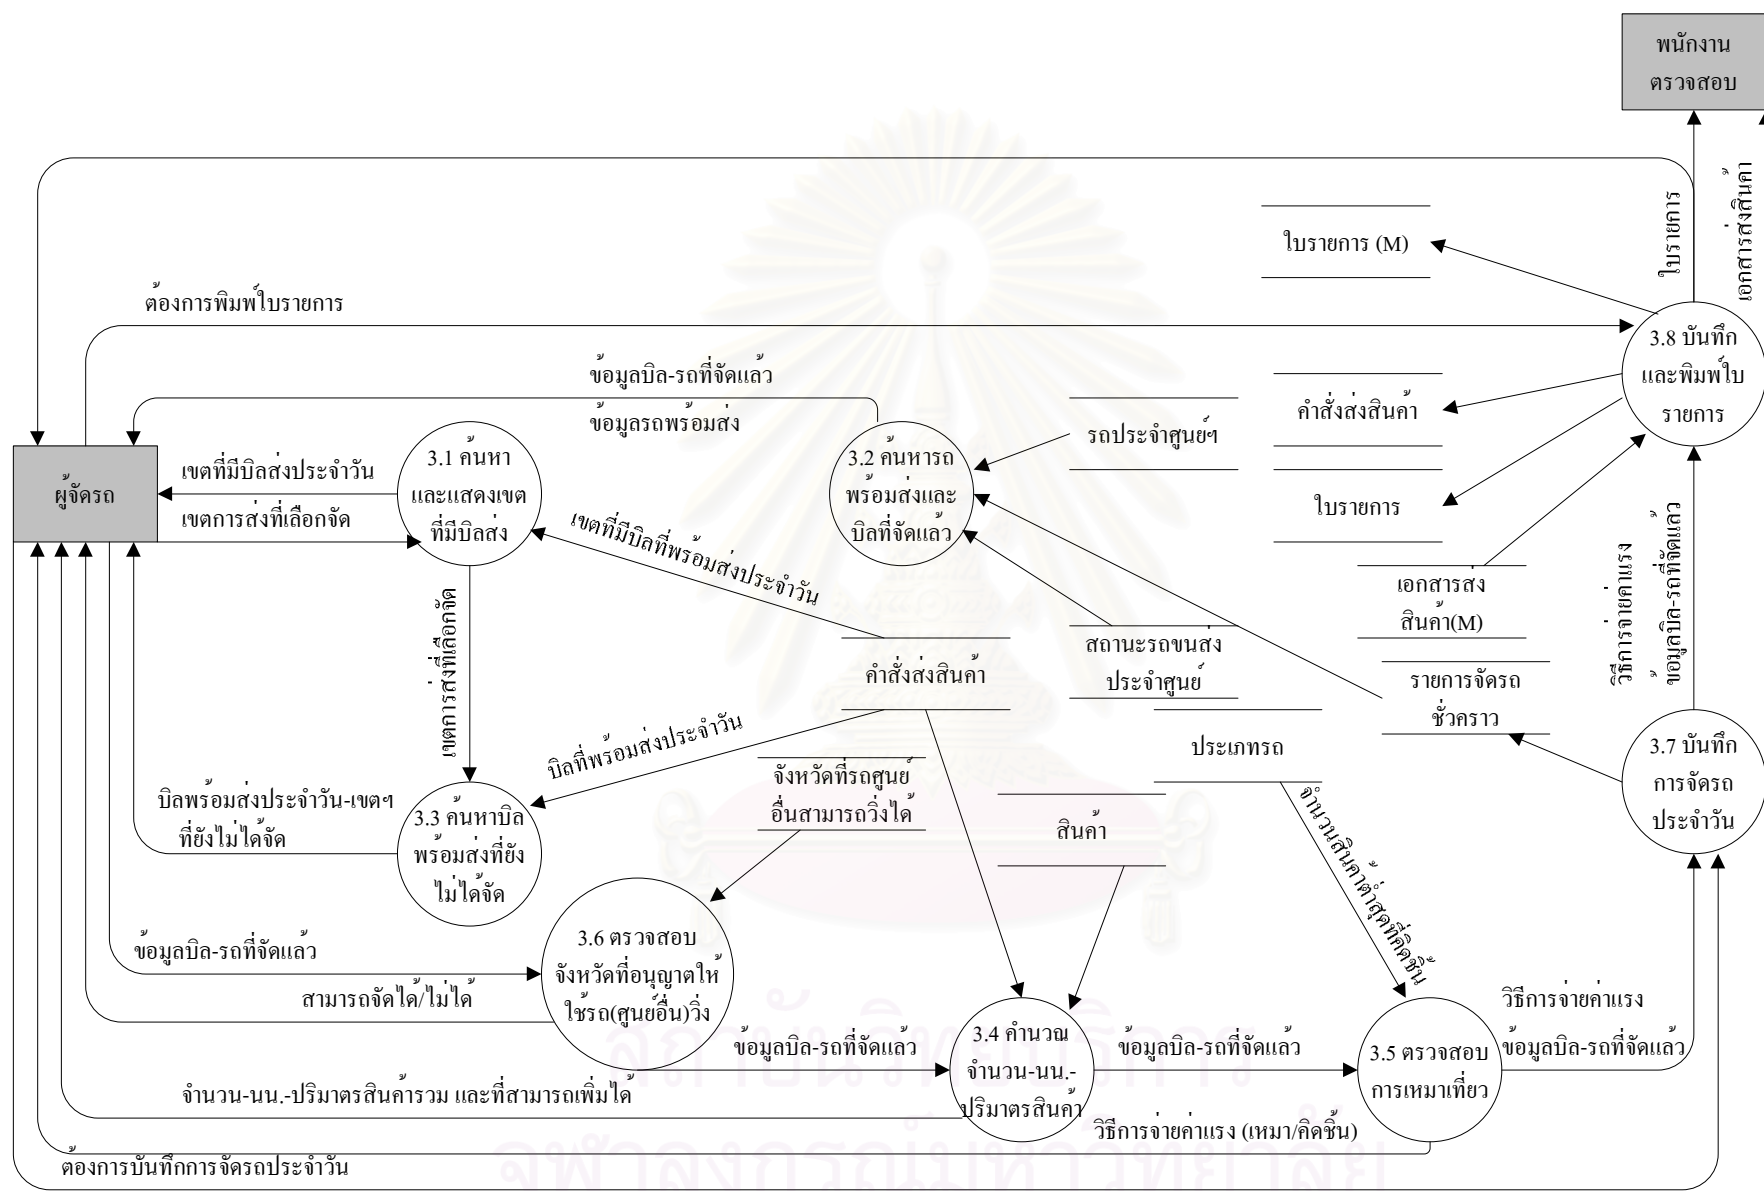 พนักงาน
ตรวจสอบ
ใบรายการ
เอกสารส่งสินค้า
ใบรายการ (M)
ต้องการพิมพ์ใบรายการ
3.8 บันทึก
และพิมพ์ใบ
รายการ
ข้อมูลบิล-รถที่จัดแล้ว
ข้อมูลรถพร้อมส่ง
คำสั่งส่งสินค้า
รถประจำศูนย์ฯ
3.1 ค้นหา
และแสดงเขต
ที่มีบิลส่ง
3.2 ค้นหารถ
พร้อมส่งและ
บิลที่จัดแล้ว
เขตที่มีบิลส่งประจำวัน
ผู้จัดรถ
เขตการส่งที่เลือกจัด
ใบรายการ
เขตที่มีบิลที่พร้อมส่งประจำวัน
เอกสารส่ง
สินค้า(M)
วิธีการจ่ายค่าแรง
ข้อมูลบิล-รถที่จัดแล้ว
เขตการส่งที่เลือกจัด
สถานะรถขนส่ง
ประจำศูนย์
คำสั่งส่งสินค้า
รายการจัดรถ
ชั่วคราว
บิลที่พร้อมส่งประจำวัน
ประเภทรถ
3.7 บันทึก
การจัดรถ
ประจำวัน
จังหวัดที่รถศูนย์
อื่นสามารถวิ่งได้
บิลพร้อมส่งประจำวัน-เขตฯ
ที่ยังไม่ได้จัด
3.3 ค้นหาบิล
พร้อมส่งที่ยัง
ไม่ได้จัด
สินค้า
จำนวนสินค้าต่ำสุดที่คิดชิ้น
ข้อมูลบิล-รถที่จัดแล้ว
3.6 ตรวจสอบ
จังหวัดที่อนุญาตให้
ใช้รถ(ศูนย์อื่น)วิ่ง
สามารถจัดได้/ไม่ได้
วิธีการจ่ายค่าแรง
ข้อมูลบิล-รถที่จัดแล้ว
ข้อมูลบิล-รถที่จัดแล้ว
3.4 คำนวณ
จำนวน-นน.-
ปริมาตรสินค้า
ข้อมูลบิล-รถที่จัดแล้ว
3.5 ตรวจสอบ
การเหมาเที่ยว
จำนวน-นน.-ปริมาตรสินค้ารวม และที่สามารถเพิ่มได้
วิธีการจ่ายค่าแรง (เหมา/คิดชิ้น)
ต้องการบันทึกการจัดรถประจำวัน
สถาบันวิทยบริการ
จุฬาลงกรณ์มหาวิทยาลัย